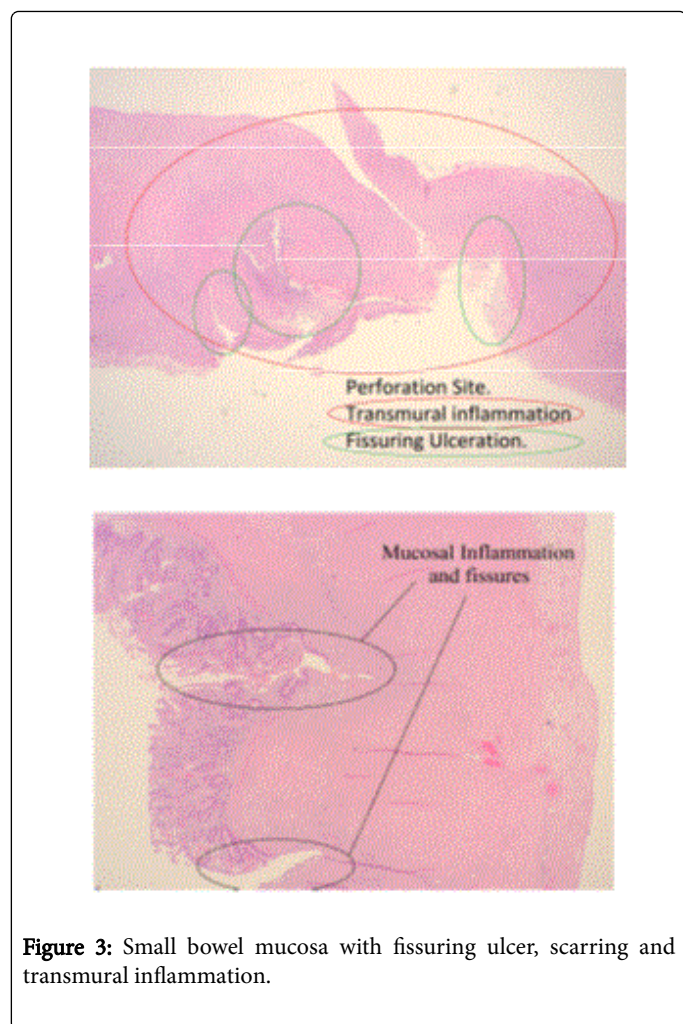 Perforation Site.
Transmural inflammation
Fissuring Ulceration.
Mucosal Inflammation
and fissures
Figure 3: Small bowel mucosa with fissuring ulcer, scarring and
transmural inflammation.